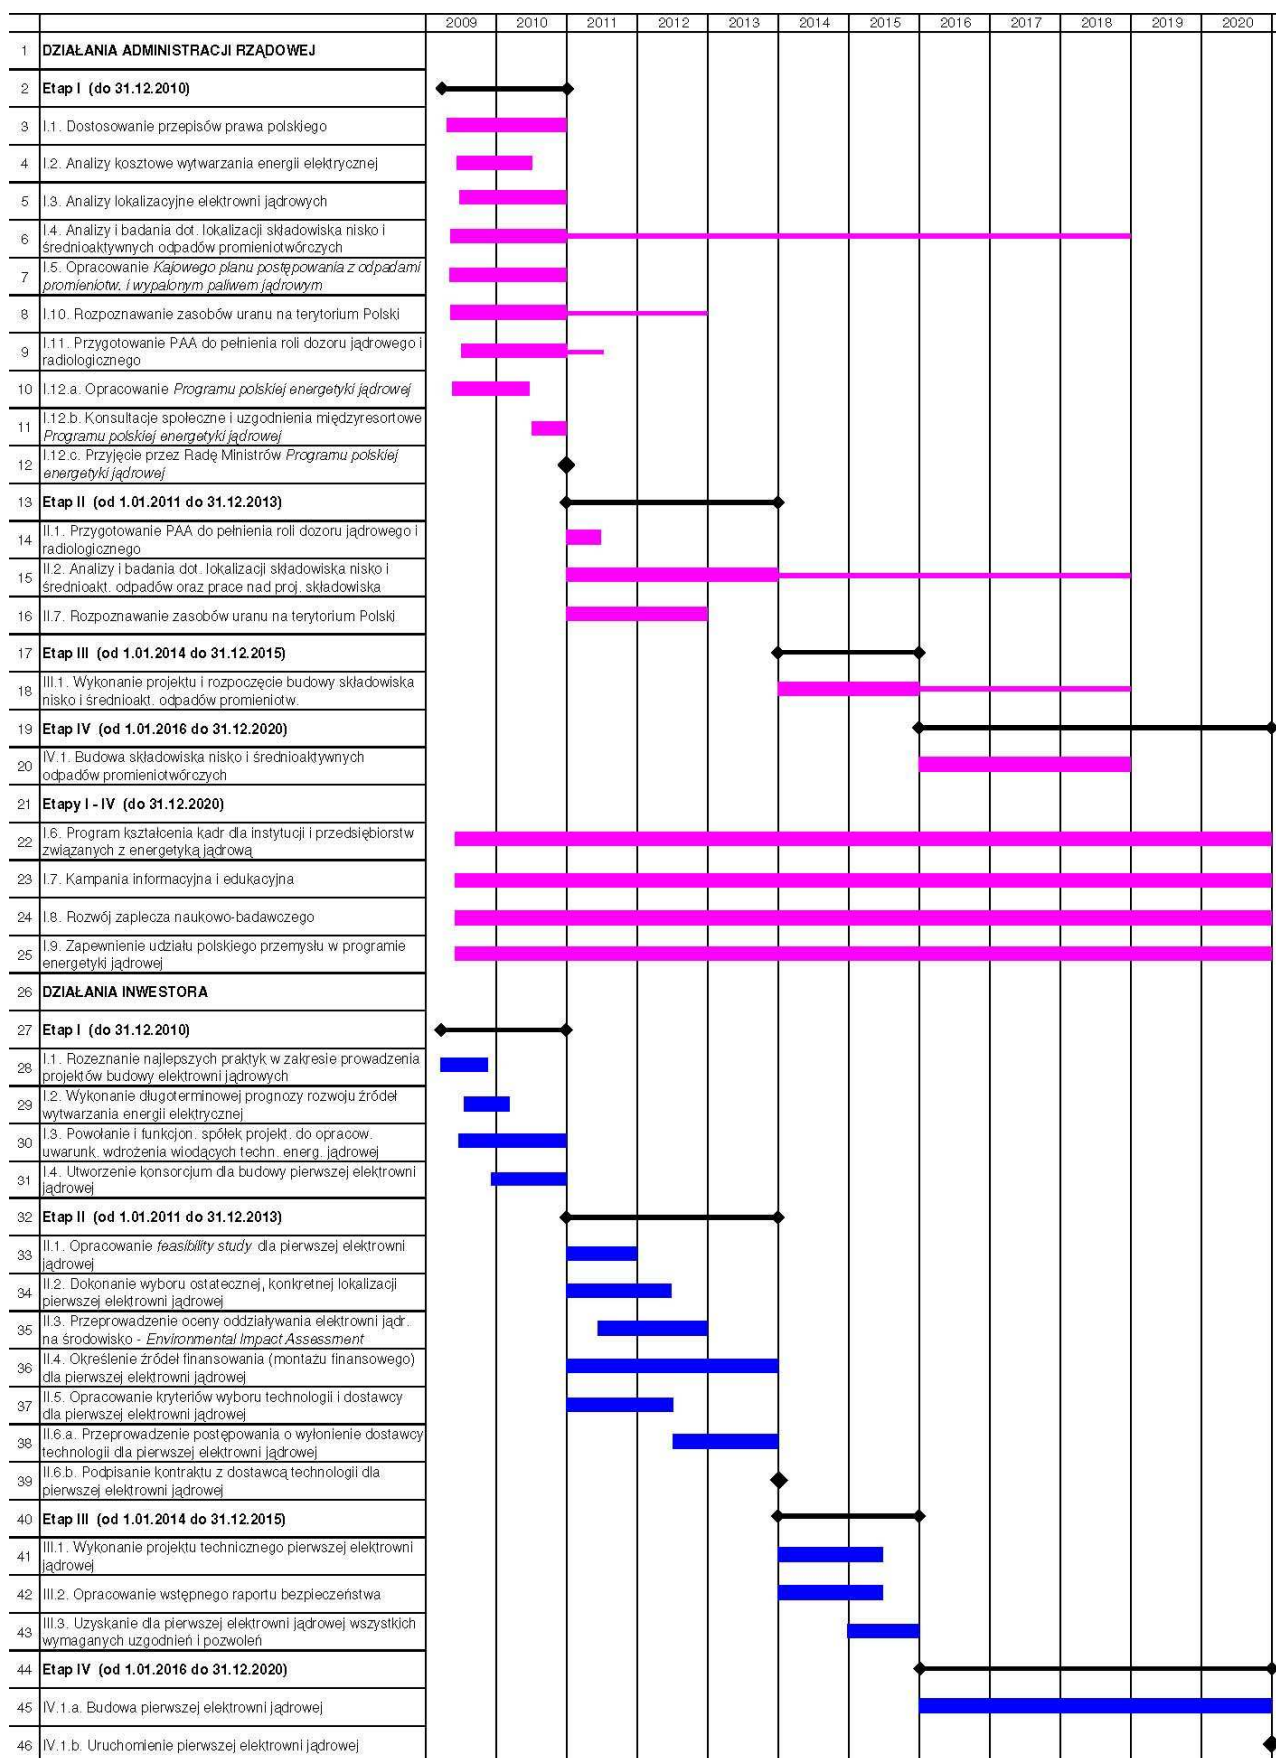 2009 2010 2011 2012 2013 2014 2015 2016 2017 2018 2019 2020
1 DZIAŁANIA ADMINISTRACJI RZĄDOWEJ
2 Etap I (do 31.12.2010)
3 I.1. Dostosowanie przepisów prawa polskiego
4 I.2. Analizy kosztowe wytwarzania energii elektrycznej
5 I.3. Analizy lokalizacyjne elektrowni jądrowych
6 I.4. Analizy i badania dot. lokalizacji składowiska nisko i
średnioaktywnych odpadów promieniotwórczych
7 I.5. Opracowanie Kajowego planu postępowania z odpadami
promieniotw. i wypalonym paliwem jądrowym
8 I.10. Rozpoznawanie zasobów uranu na terytorium Polski
9 I.11. Przygotowanie PAA do pełnienia roli dozoru jądrowego i
radiologicznego
10 I.12.a. Opracowanie Programu polskiej energetyki jądrowej
11 I.12.b. Konsultacje społeczne i uzgodnienia międzyresortowe
Programu polskiej energetyki jądrowej
12 I.12.c. Przyjęcie przez Radę Ministrów Programu polskiej
energetyki jądrowej
13 Etap II (od 1.01.2011 do 31.12.2013)
14 II.1. Przygotowanie PAA do pełnienia roli dozoru jądrowego i
radiologicznego
15 II.2. Analizy i badania dot. lokalizacji składowiska nisko i
średnioakt. odpadów oraz prace nad proj. składowiska
16 II.7. Rozpoznawanie zasobów uranu na terytorium Polski
17 Etap III (od 1.01.2014 do 31.12.2015)
18 III.1. Wykonanie projektu i rozpoczęcie budowy składowiska
nisko i średnioakt. odpadów promieniotw.
19 Etap IV (od 1.01.2016 do 31.12.2020)
20 IV.1. Budowa składowiska nisko i średnioaktywnych
odpadów promieniotwórczych
21 Etapy I - IV (do 31.12.2020)
22 I.6. Program kształcenia kadr dla instytucji i przedsiębiorstw
związanych z energetyką jądrową
23 I.7. Kampania informacyjna i edukacyjna
24 I.8. Rozwój zaplecza naukowo-badawczego
25 I.9. Zapewnienie udziału polskiego przemysłu w programie
energetyki jądrowej
26 DZIAŁANIA INWESTORA
27 Etap I (do 31.12.2010)
28 I.1. Rozeznanie najlepszych praktyk w zakresie prowadzenia
projektów budowy elektrowni jądrowych
29 I.2. Wykonanie długoterminowej prognozy rozwoju źródeł
wytwarzania energii elektrycznej
30 I.3. Powołanie i funkcjon. spółek projekt. do opracow.
uwarunk. wdrożenia wiodących techn. energ. jądrowej
31 I.4. Utworzenie konsorcjum dla budowy pierwszej elektrowni
jądrowej
32 Etap II (od 1.01.2011 do 31.12.2013)
33 II.1. Opracowanie feasibility study dla pierwszej elektrowni
jądrowej
34 II.2. Dokonanie wyboru ostatecznej, konkretnej lokalizacji
pierwszej elektrowni jądrowej
35 II.3. Przeprowadzenie oceny oddziaływania elektrowni jądr.
na środowisko - Environmental Impact Assessment
36 II.4. Określenie źródeł finansowania (montażu finansowego)
dla pierwszej elektrowni jądrowej
37 II.5. Opracowanie kryteriów wyboru technologii i dostawcy
dla pierwszej elektrowni jądrowej
38 II.6.a. Przeprowadzenie postępowania o wyłonienie dostawcy
technologii dla pierwszej elektrowni jądrowej
39 II.6.b. Podpisanie kontraktu z dostawcą technologii dla
pierwszej elektrowni jądrowej
40 Etap III (od 1.01.2014 do 31.12.2015)
41 III.1. Wykonanie projektu technicznego pierwszej elektrowni
jądrowej
42 III.2. Opracowanie wstępnego raportu bezpieczeństwa
43 III.3. Uzyskanie dla pierwszej elektrowni jądrowej wszystkich
wymaganych uzgodnień i pozwoleń
44 Etap IV (od 1.01.2016 do 31.12.2020)
45 IV.1.a. Budowa pierwszej elektrowni jądrowej
46 IV.1.b. Uruchomienie pierwszej elektrowni jądrowej